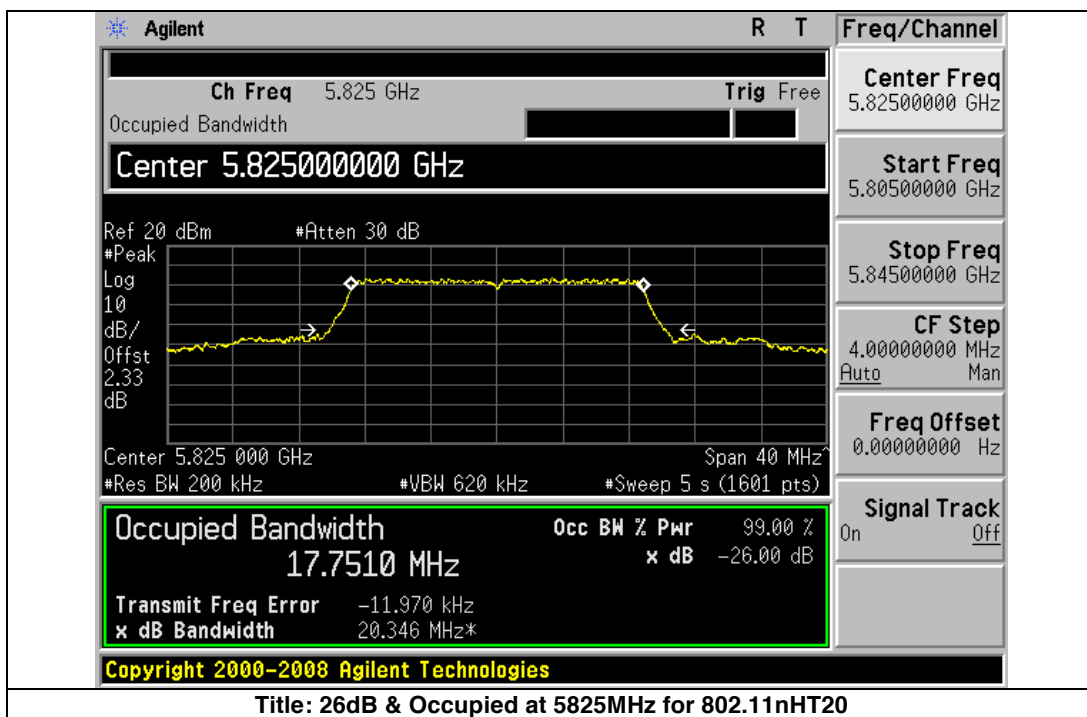 Agilent R T
Freq/Channel
Ch Freq 5.825 GHz Trig Free
Occupied Bandwidth
Center 5.825000000 GHz
Ref 20 dBm #Atten 30 dB
#Peak
Log
10
dB/
Offst
2.33
dB
Center 5.825 000 GHz Span 40 MHz^
#Res BW 200 kHz #VBW 620 kHz #Sweep 5 s (1601 pts)
Occupied Bandwidth Occ BW % Pwr 99.00 %
17.7510 MHz x dB -26.00 dB
Transmit Freq Error -11.970 kHz
x dB Bandwidth 20.346 MHz*
Copyright 2000-2008 Agilent Technologies
Center Freq
5.82500000 GHz
Start Freq
5.80500000 GHz
Stop Freq
5.84500000 GHz
CF Step
4.00000000 MHz
Auto Man
Freq Offset
0.00000000 Hz
Signal Track
On Off
Title: 26dB & Occupied at 5825MHz for 802.11nHT20